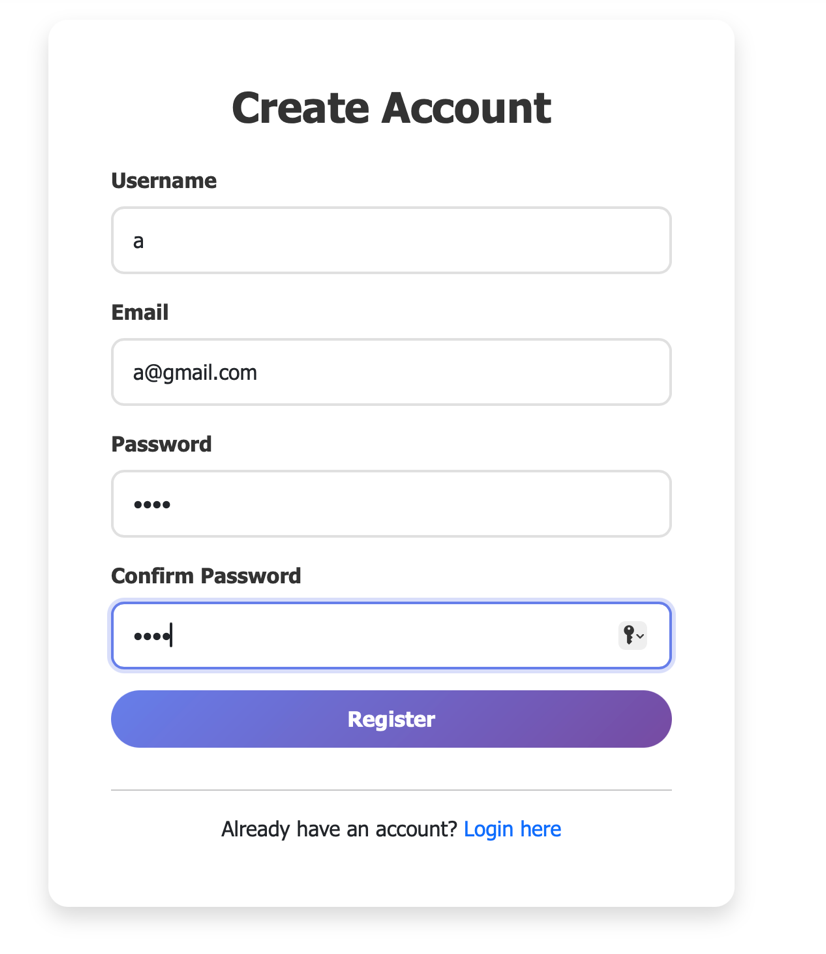 Create Account
Username
a
Email
a@gmail.com
Password
••••
Confirm Password
••••
Register
Already have an account? Login here